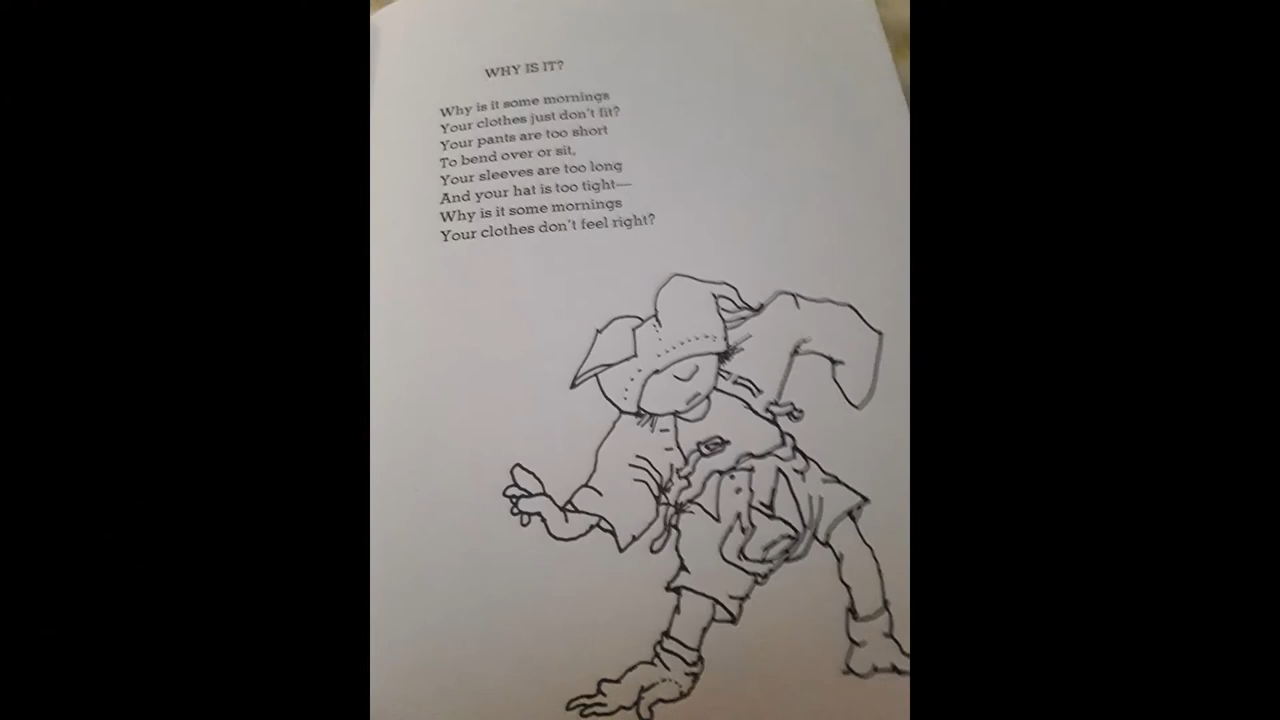 WHY IS IT?
Why is it some mornings
Your clothes just don't fit?
Your pants are too short
To bend over or sit,
Your sleeves are too long
And your hat is too tight—
Why is it some mornings
Your clothes don't feel right?